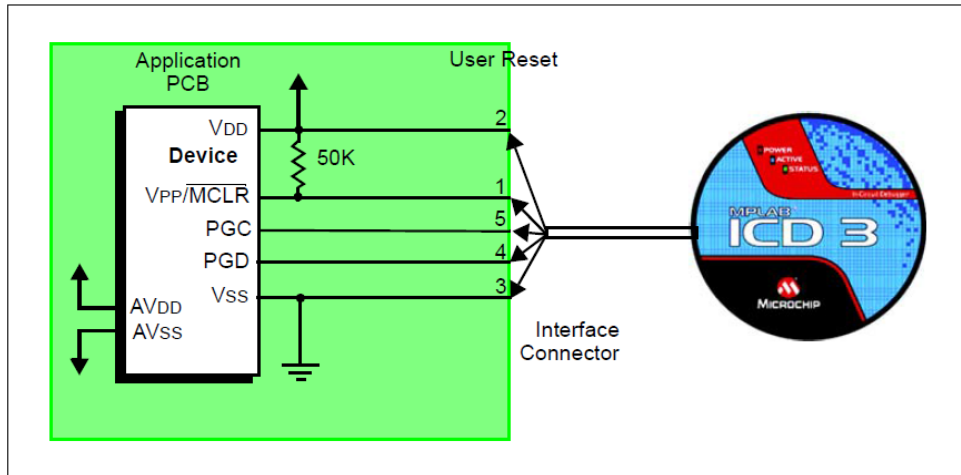 Application
PCB
User Reset
VDD
2
Device
50K
VPP/MCLR
1
PGC
5
PGD
4
VSS
3
AVDD
AVSS
Interface
Connector
POWER
ACTIVE
STATUS
In-Circuit Debugger
MPLAB
ICD 3
MICROCHIP